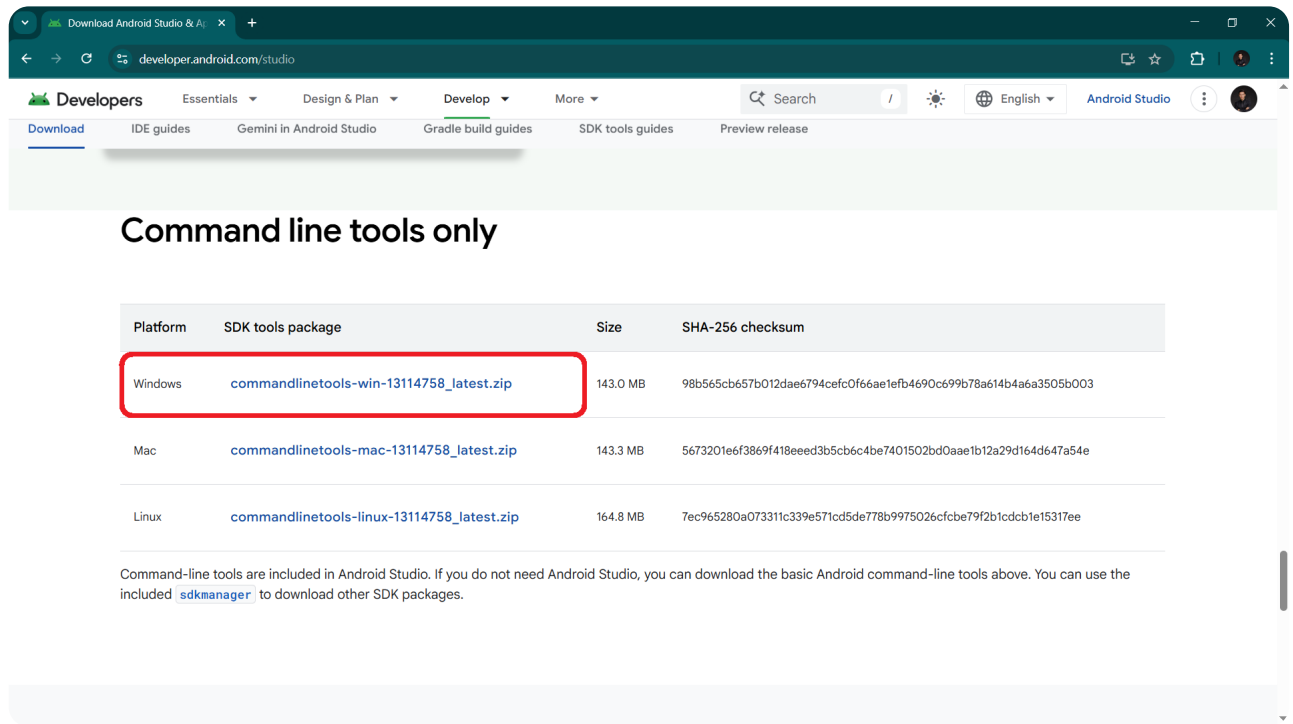 Download Android Studio & Ap
developer.android.com/studio
Developers Essentials Design & Plan Develop More Search / English Android Studio
Download IDE guides Gemini in Android Studio Gradle build guides SDK tools guides Preview release
Command line tools only
Platform SDK tools package Size SHA-256 checksum
Windows commandlinetools-win-13114758_latest.zip 143.0 MB 98b565cb657b012dae6794cefc0f66ae1efb4690c699b78a614b4a6a3505b003
Mac commandlinetools-mac-13114758_latest.zip 143.3 MB 5673201e6f3869f418eeed3b5cb6c4be7401502bd0aae1b12a29d164d647a54e
Linux commandlinetools-linux-13114758_latest.zip 164.8 MB 7ec965280a073311c339e571cd5de778b9975026cfcbe79f2b1cdcb1e15317ee
Command-line tools are included in Android Studio. If you do not need Android Studio, you can download the basic Android command-line tools above. You can use the
included sdkmanager to download other SDK packages.